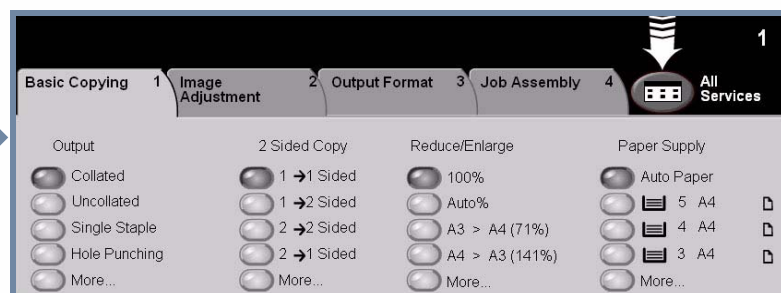 1
Basic Copying 1
Image Adjustment 2
Output Format 3
Job Assembly 4
All Services
Output
Collated
Uncollated
Single Staple
Hole Punching
More...
2 Sided Copy
1 → 1 Sided
1 → 2 Sided
2 → 2 Sided
2 → 1 Sided
More...
Reduce/Enlarge
100%
Auto%
A3 > A4 (71%)
A4 > A3 (141%)
More...
Paper Supply
Auto Paper
5 A4
4 A4
3 A4
More...